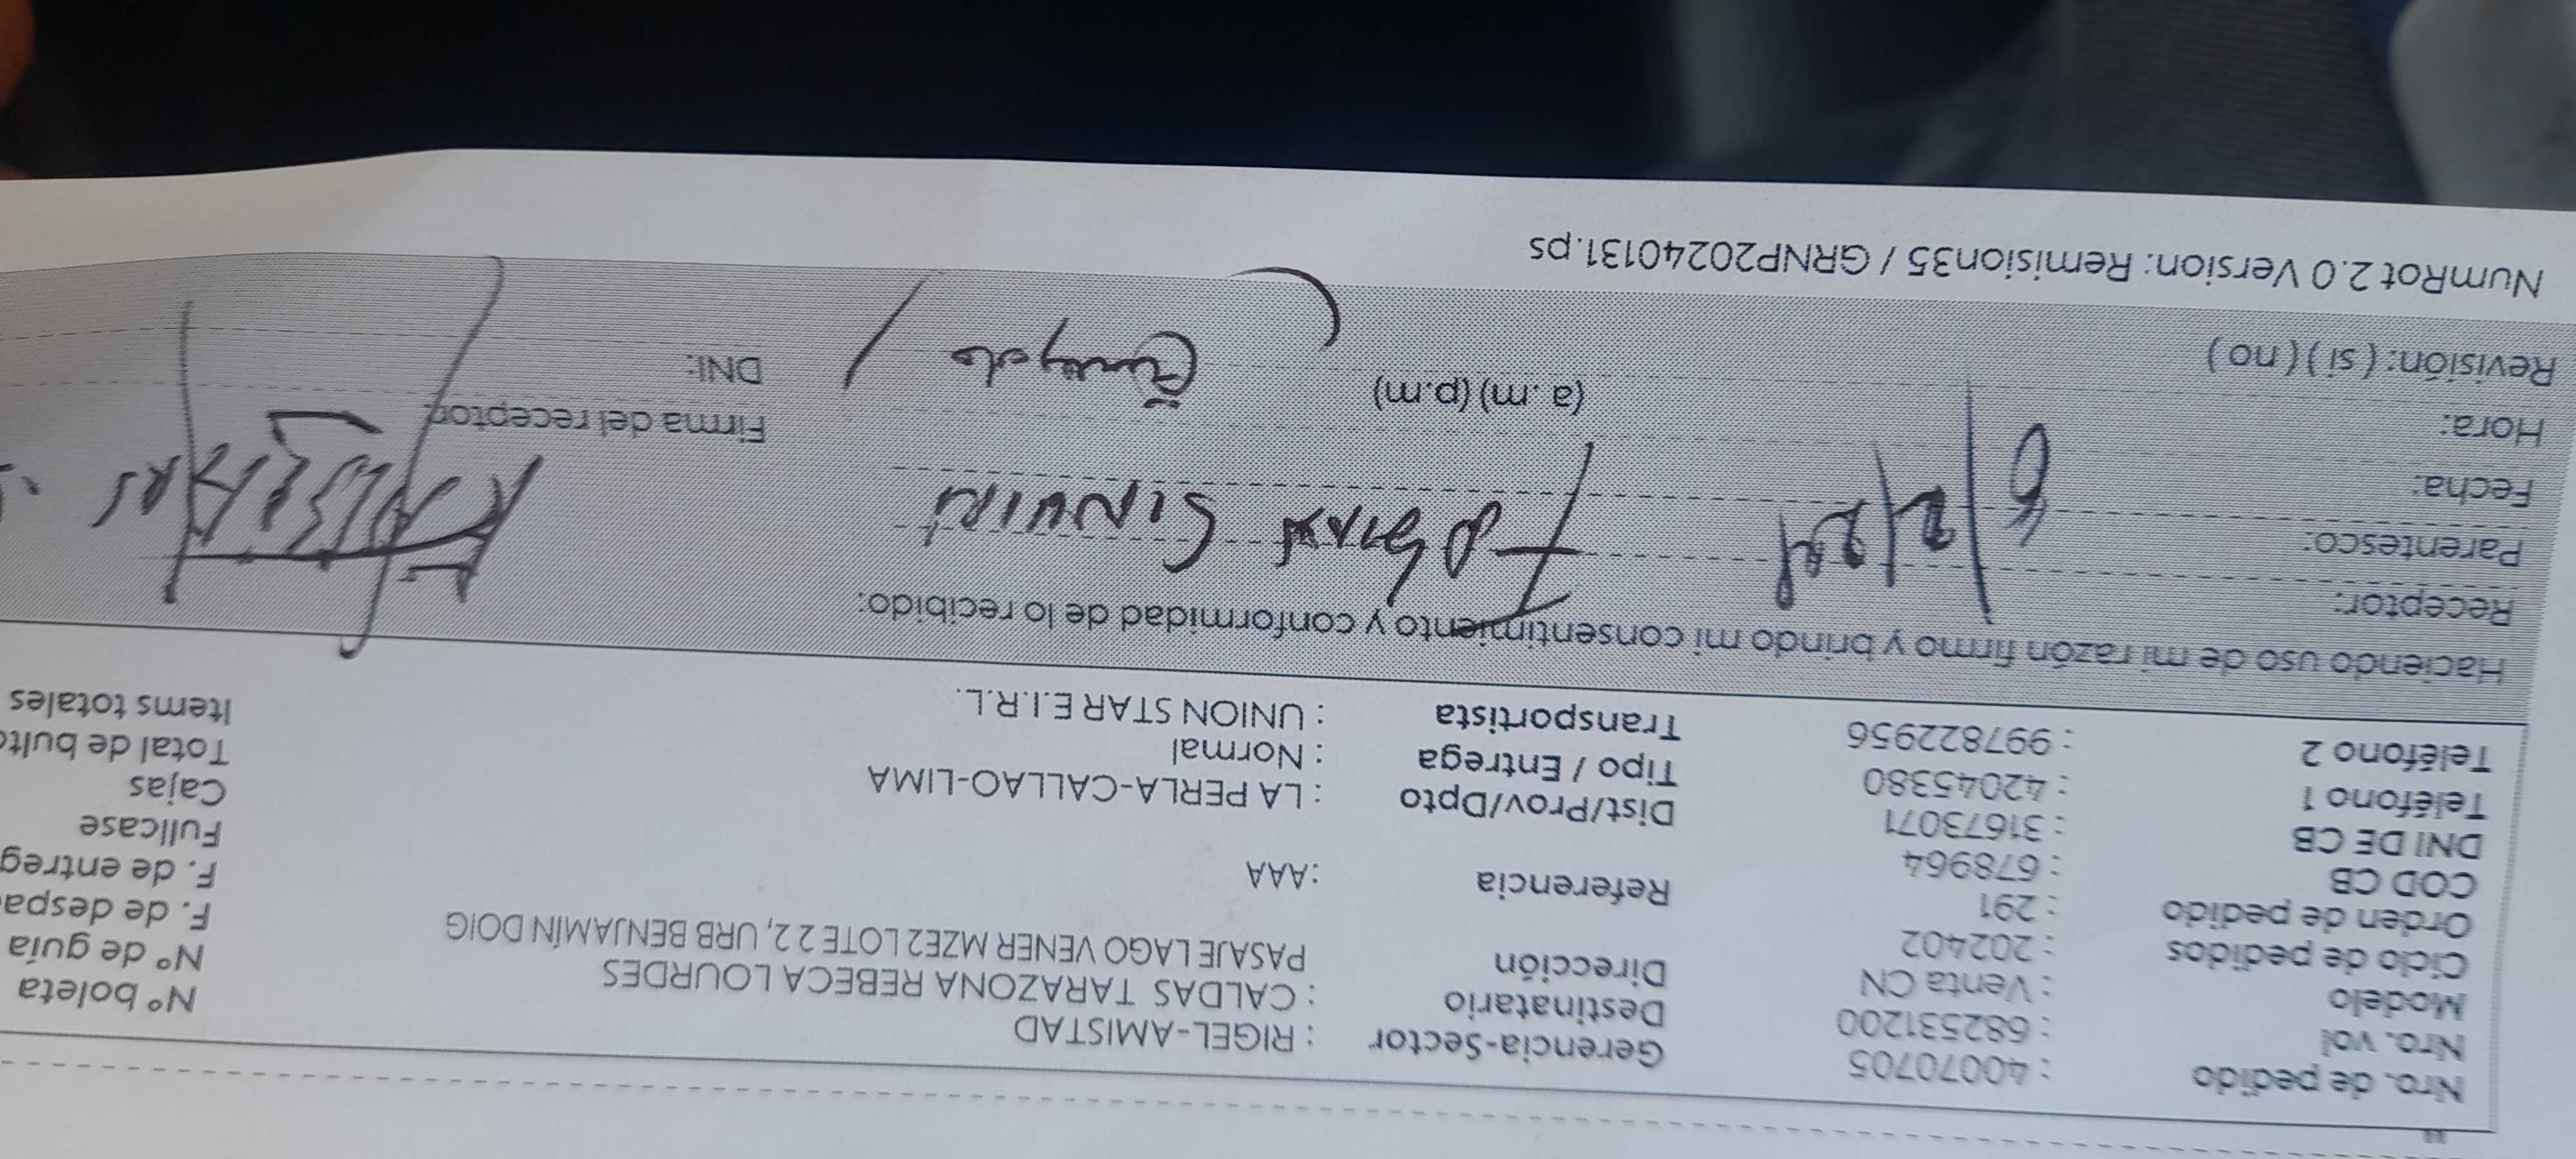 Nro. de pedido : 40070705 Gerencia-Sector : RIGEL-AMISTAD Nº boleta
Nro. vol : 682531200 Destinatario : CALDAS TARAZONA REBECA LOURDES Nº de guía
Modelo : Venta CN Dirección PASAJE LAGO VENER MZE2 LOTE 2 2, URB BENJAMÍN DOIG F. de despa
Ciclo de pedidos : 202402 F. de entreg
Orden de pedido : 291 Referencia : AAA Fullcase
COD CB : 678964 Cajas
DNI DE CB : 31673071 Dist/Prov/Dpto : LA PERLA-CALLAO-LIMA Total de bulto
Teléfono 1 : 42045380 Tipo / Entrega : Normal Items totales
Teléfono 2 : 997822956 Transportista : UNION STAR E.I.R.L.
Haciendo uso de mi razón firmo y brindo mi consentimiento y conformidad de lo recibido:
Receptor:
Parentesco:
Fecha: 6/2/24
Hora: (a.m) (p.m) Firma del receptor:
Revisión: ( si ) ( no ) DNI:
NumRot 2.0 Version: Remision35 / GRNP20240131.ps